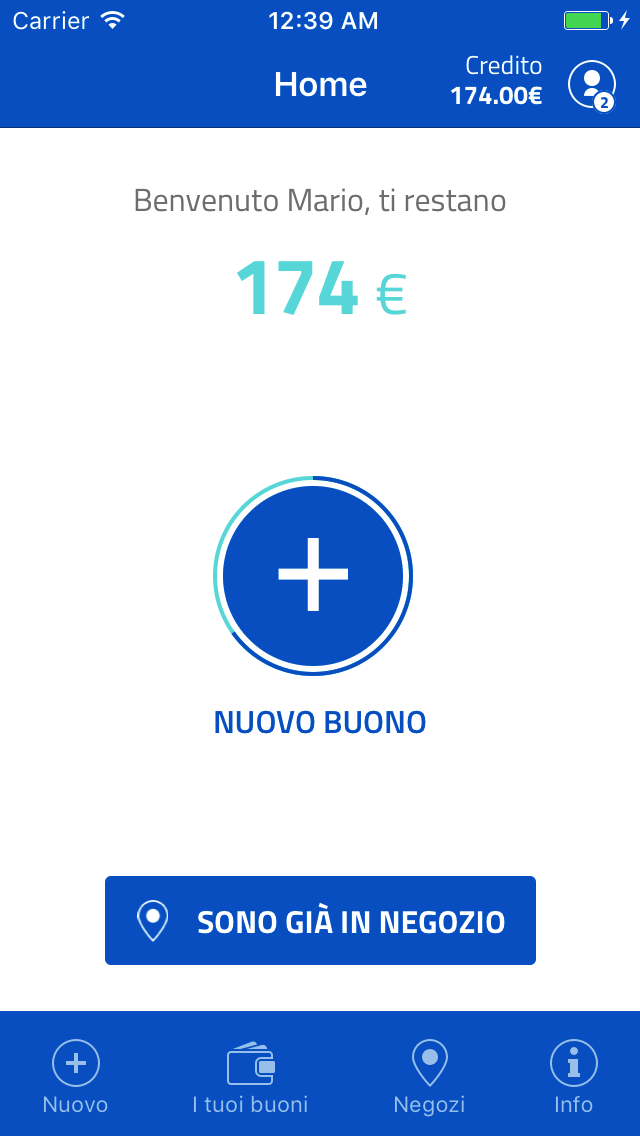 Carrier 12:39 AM
Home
Credito
174.00€
2
Benvenuto Mario, ti restano
174 €
NUOVO BUONO
SONO GIÀ IN NEGOZIO
Nuovo
I tuoi buoni
Negozi
Info